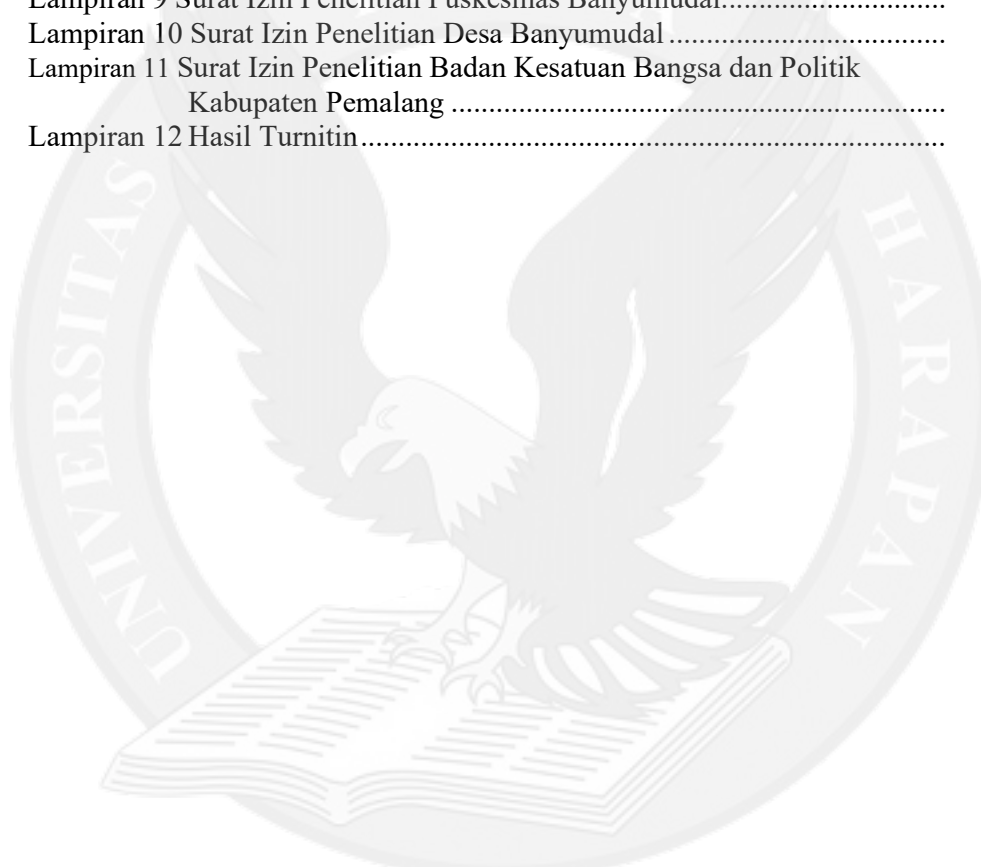 Lampiran 9 Surat Izin Penelitian Puskesmas Banyumudal................................
Lampiran 10 Surat Izin Penelitian Desa Banyumudal.......................................
Lampiran 11 Surat Izin Penelitian Badan Kesatuan Bangsa dan Politik
Kabupaten Pemalang ......................................................................
Lampiran 12 Hasil Turnitin...................................................................................
UNIVERSITAS
HARAPAN